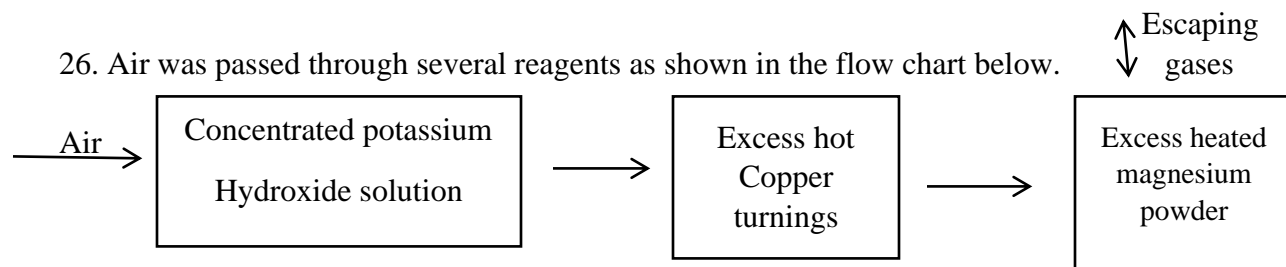 26. Air was passed through several reagents as shown in the flow chart below.
Escaping
gases
Air
Concentrated potassium
Hydroxide solution
Excess hot
Copper
turnings
Excess heated
magnesium
powder